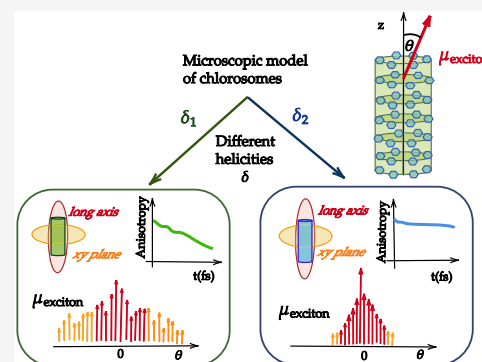 z
θ
μexcito
Microscopic model
of chlorosomes
δ1
δ2
Different
helicities
δ
long axis
xy plane
Anisotropy
t(fs)
μexciton
0
θ
long axis
xy plane
Anisotropy
t(fs)
μexciton
0
θ